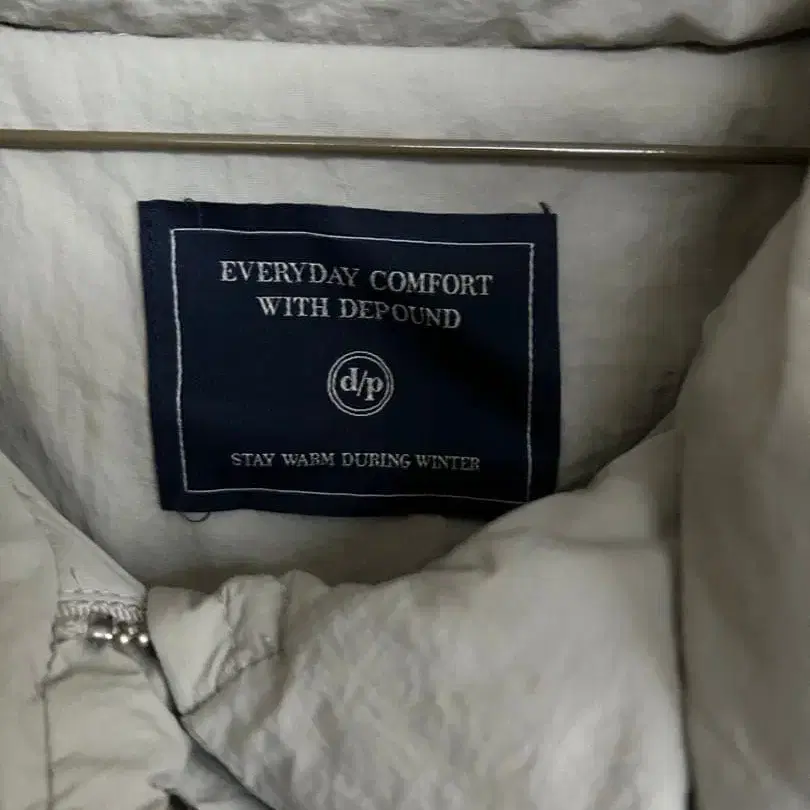 EVERYDAY COMFORT
WITH DEPOUND
d/p
STAY WARM DURING WINTER